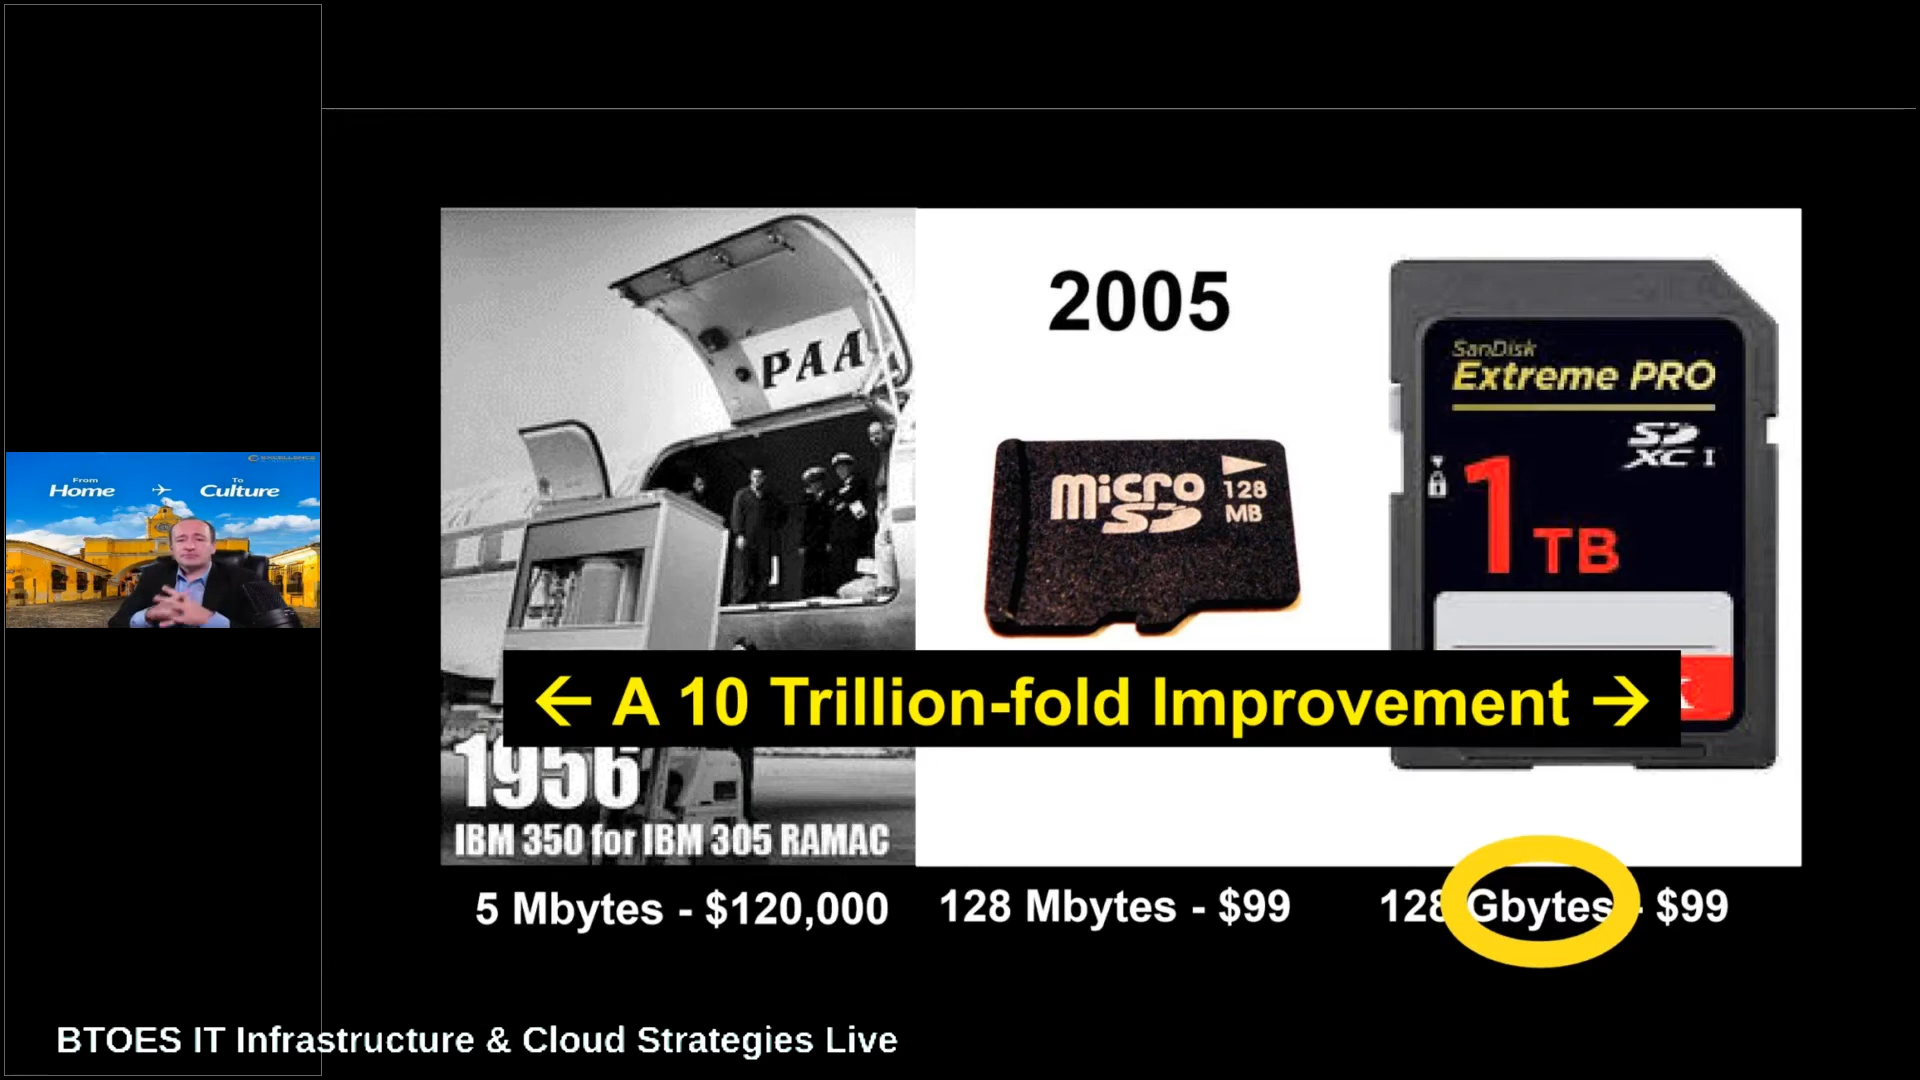 EXCELLENCE
From
Home
To
Culture
PAA
1956
IBM 350 for IBM 305 RAMAC
2005
micro
SD
128
MB
SanDisk
Extreme PRO
SD
XC I
1 TB
← A 10 Trillion-fold Improvement →
5 Mbytes - $120,000
128 Mbytes - $99
128 Gbytes - $99
BTOES IT Infrastructure & Cloud Strategies Live